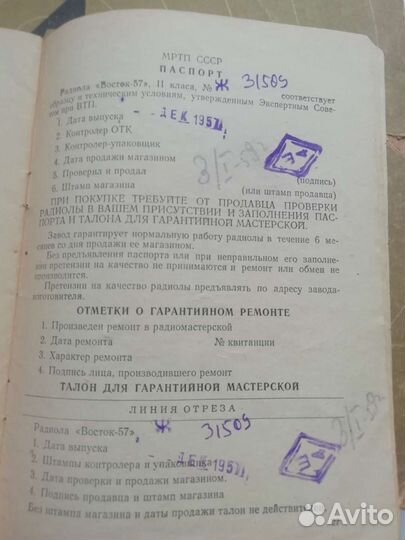 МРТП СССР
ПАСПОРТ
Радиола «Восток-57», II класа, № Ж 31509 соответствует
образцу и техническим условиям, утвержденным Экспертным Сове-
том при ВТП.
1. Дата выпуска - - ДЕК 1957
2. Контролер ОТК
3. Контролер-упаковщик
4. Дата продажи магазином
5. Проверил и продал (подпись)
6. Штамп магазина (или штамп продавца)
ПРИ ПОКУПКЕ ТРЕБУЙТЕ ОТ ПРОДАВЦА ПРОВЕРКИ
РАДИОЛЫ В ВАШЕМ ПРИСУТСТВИИ И ЗАПОЛНЕНИЯ ПАС-
ПОРТА И ТАЛОНА ДЛЯ ГАРАНТИЙНОЙ МАСТЕРСКОЙ.
Завод гарантирует нормальную работу радиолы в течение 6 ме-
сяцев со дня продажи ее магазином.
Без предъявления паспорта или при неправильном его заполне-
нии претензии на качество не принимаются и ремонт или обмен не
производится.
Претензии на качество радиолы предъявлять по адресу завода-
изготовителя.
ОТМЕТКИ О ГАРАНТИЙНОМ РЕМОНТЕ
1. Произведен ремонт в радиомастерской
2. Дата ремонта № квитанции
3. Характер ремонта
4. Подпись лица, производившего ремонт
ТАЛОН ДЛЯ ГАРАНТИЙНОЙ МАСТЕРСКОЙ
ЛИНИЯ ОТРЕЗА
Радиола «Восток-57» Ж 31509
1. Дата выпуска
2. Штампы контролера и упаковщика - ДЕК 1957
3. Дата проверки и продажи магазином.
4. Подпись продавца и штамп магазина
Без штампа магазина и даты продажи талон не действителен
Avito